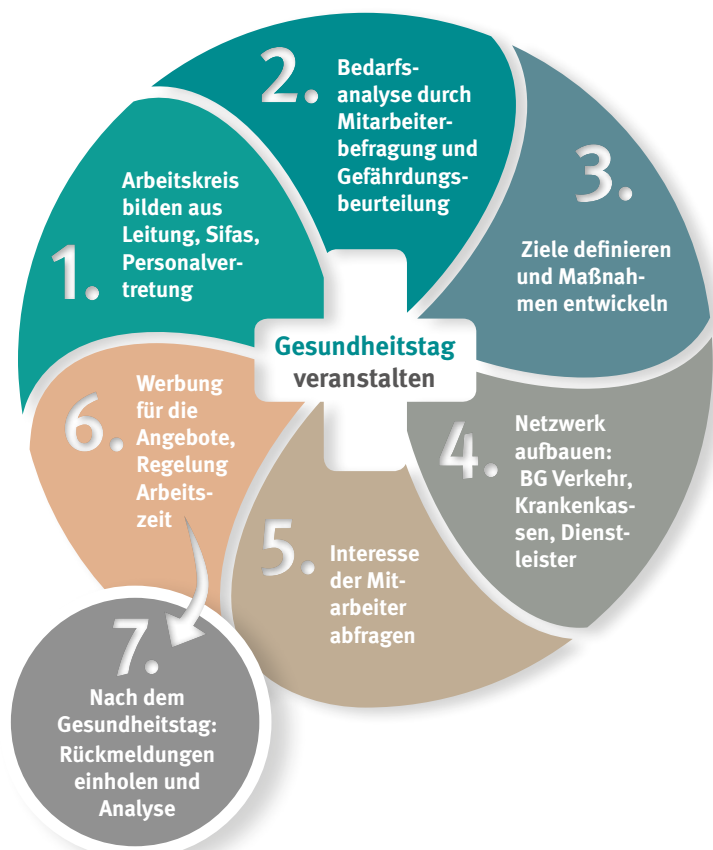 1.
Arbeitskreis
bilden aus
Leitung, Sifas,
Personalver-
tretung
2.
Bedarfs-
analyse durch
Mitarbeiter-
befragung und
Gefährdungs-
beurteilung
3.
Ziele definieren
und Maßnah-
men entwickeln
Gesundheitstag
veranstalten
4.
Netzwerk
aufbauen:
BG Verkehr,
Krankenkas-
sen, Dienst-
leister
5.
Interesse
der Mit-
arbeiter
abfragen
6.
Werbung
für die
Angebote,
Regelung
Arbeits-
zeit
7.
Nach dem
Gesundheitstag:
Rückmeldungen
einholen und
Analyse